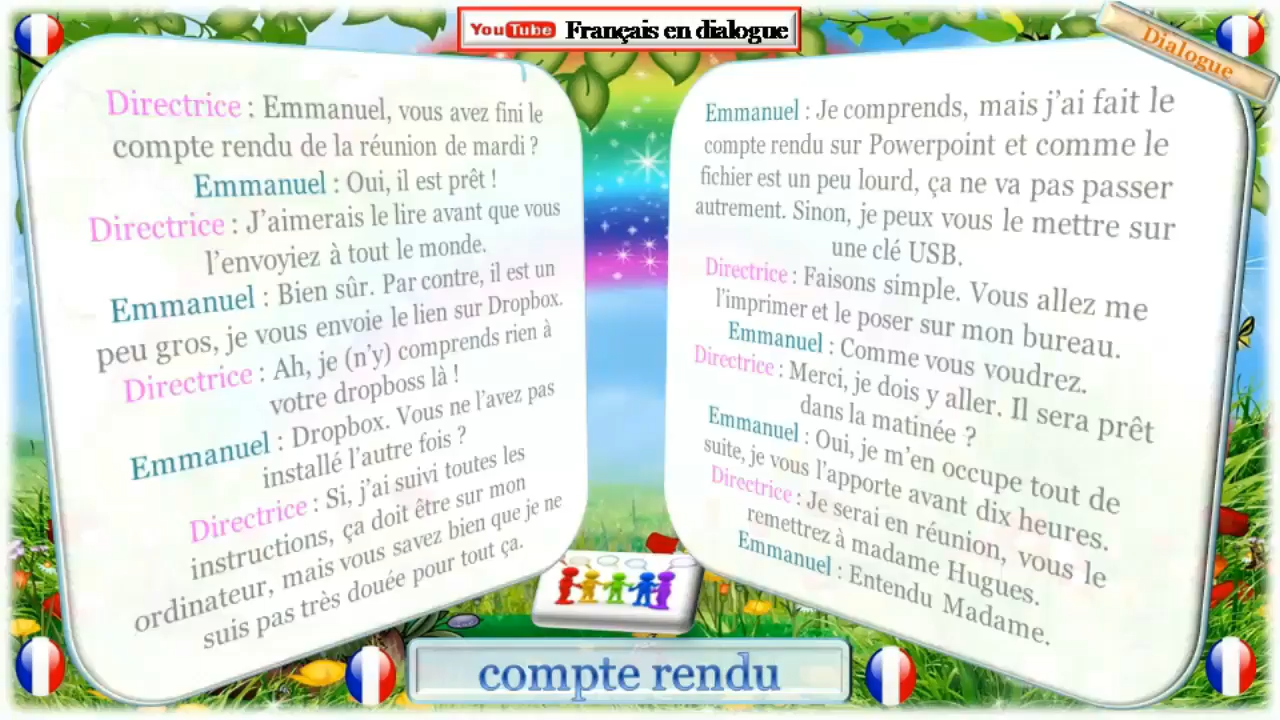 YouTube Français en dialogue
Dialogue
Directrice : Emmanuel, vous avez fini le
compte rendu de la réunion de mardi ?
Emmanuel : Oui, il est prêt !
Directrice : J'aimerais le lire avant que vous
l'envoyiez à tout le monde.
Emmanuel : Bien sûr. Par contre, il est un
peu gros, je vous envoie le lien sur Dropbox.
Directrice : Ah, je (n'y) comprends rien à
votre dropboss là !
Emmanuel : Dropbox. Vous ne l'avez pas
installé l'autre fois ?
Directrice : Si, j'ai suivi toutes les
instructions, ça doit être sur mon
ordinateur, mais vous savez bien que je ne
suis pas très douée pour tout ça.
Emmanuel : Je comprends, mais j'ai fait le
compte rendu sur Powerpoint et comme le
fichier est un peu lourd, ça ne va pas passer
autrement. Sinon, je peux vous le mettre sur
une clé USB.
Directrice : Faisons simple. Vous allez me
l'imprimer et le poser sur mon bureau.
Emmanuel : Comme vous voudrez.
Directrice : Merci, je dois y aller. Il sera prêt
dans la matinée ?
Emmanuel : Oui, je m'en occupe tout de
suite, je vous l'apporte avant dix heures.
Directrice : Je serai en réunion, vous le
remettrez à madame Hugues.
Emmanuel : Entendu Madame.
compte rendu